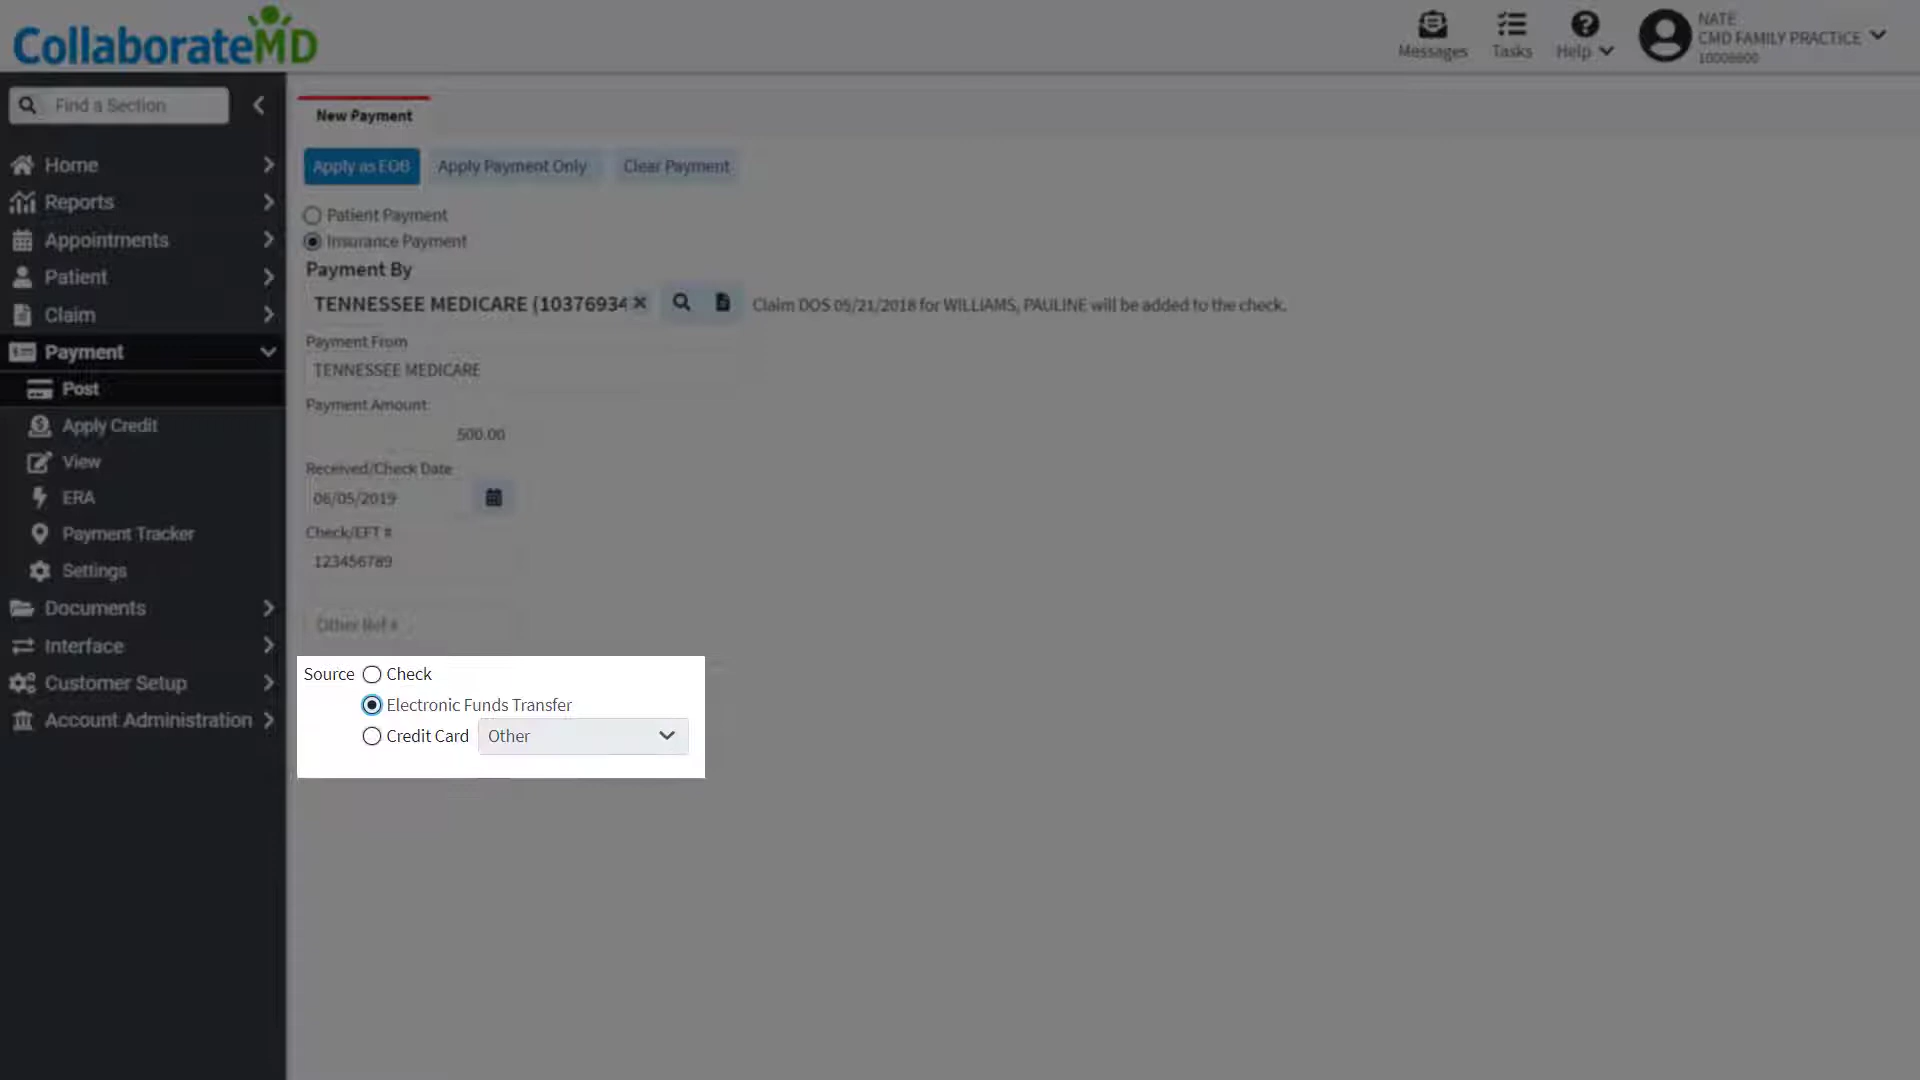 CollaborateMD
Messages
Tasks
Help
NATE
CMD FAMILY PRACTICE
10008800
Find a Section
Home
Reports
Appointments
Patient
Claim
Payment
Post
Apply Credit
View
ERA
Payment Tracker
Settings
Documents
Interface
Customer Setup
Account Administration
New Payment
Apply as EOB
Apply Payment Only
Clear Payment
Patient Payment
Insurance Payment
Payment By
TENNESSEE MEDICARE (10376934
Claim DOS 05/21/2018 for WILLIAMS, PAULINE will be added to the check.
Payment From
TENNESSEE MEDICARE
Payment Amount
500.00
Received/Check Date
06/05/2019
Check/EFT #
123456789
Other Ref #
Source
Check
Electronic Funds Transfer
Credit Card
Other